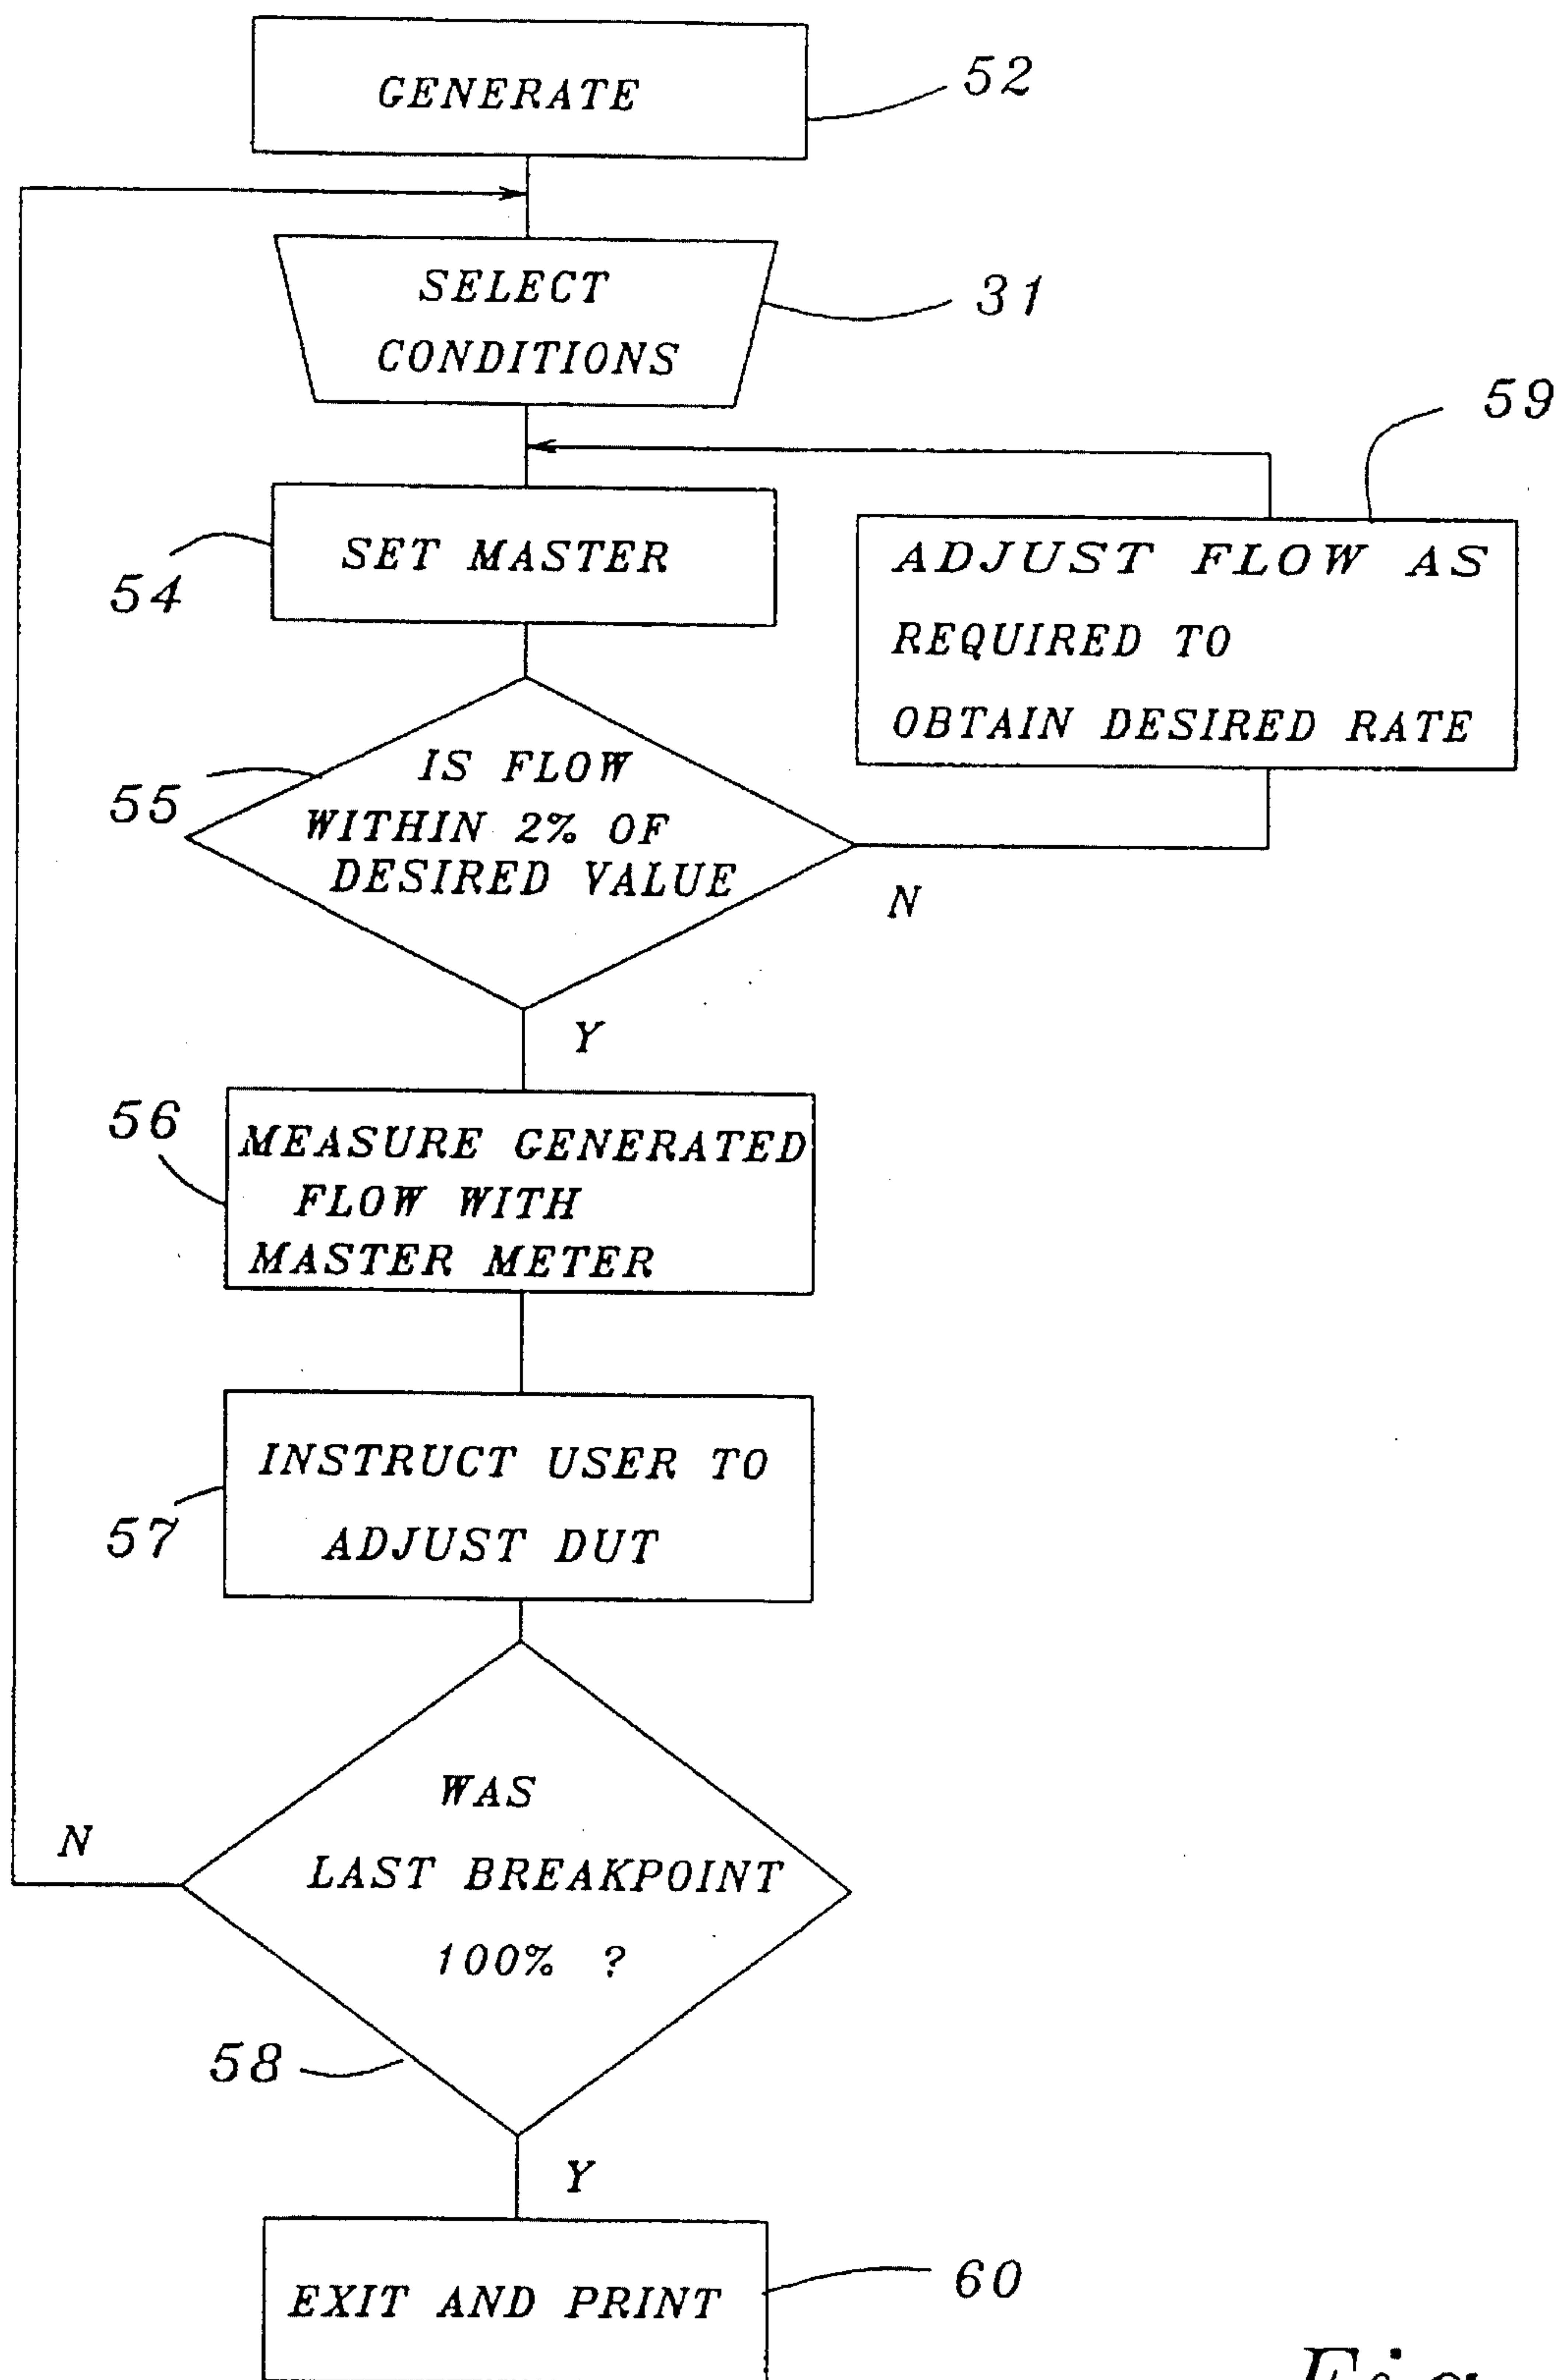 GENERATE
52
SELECT
CONDITIONS
31
59
SET MASTER
54
ADJUST FLOW AS
REQUIRED TO
OBTAIN DESIRED RATE
IS FLOW
WITHIN 2% OF
DESIRED VALUE
55
N
Y
56
MEASURE GENERATED
FLOW WITH
MASTER METER
INSTRUCT USER TO
ADJUST DUT
57
WAS
LAST BREAKPOINT
100% ?
N
58
Y
EXIT AND PRINT
60